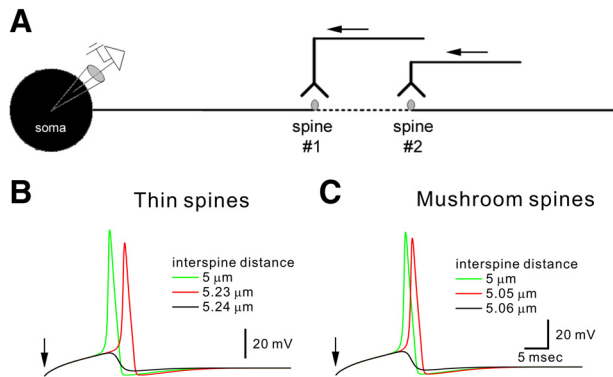 A
soma
spine
#1
spine
#2
B
Thin spines
interspine distance
5 μm
5.23 μm
5.24 μm
20 mV
C
Mushroom spines
interspine distance
5 μm
5.05 μm
5.06 μm
20 mV
5 msec